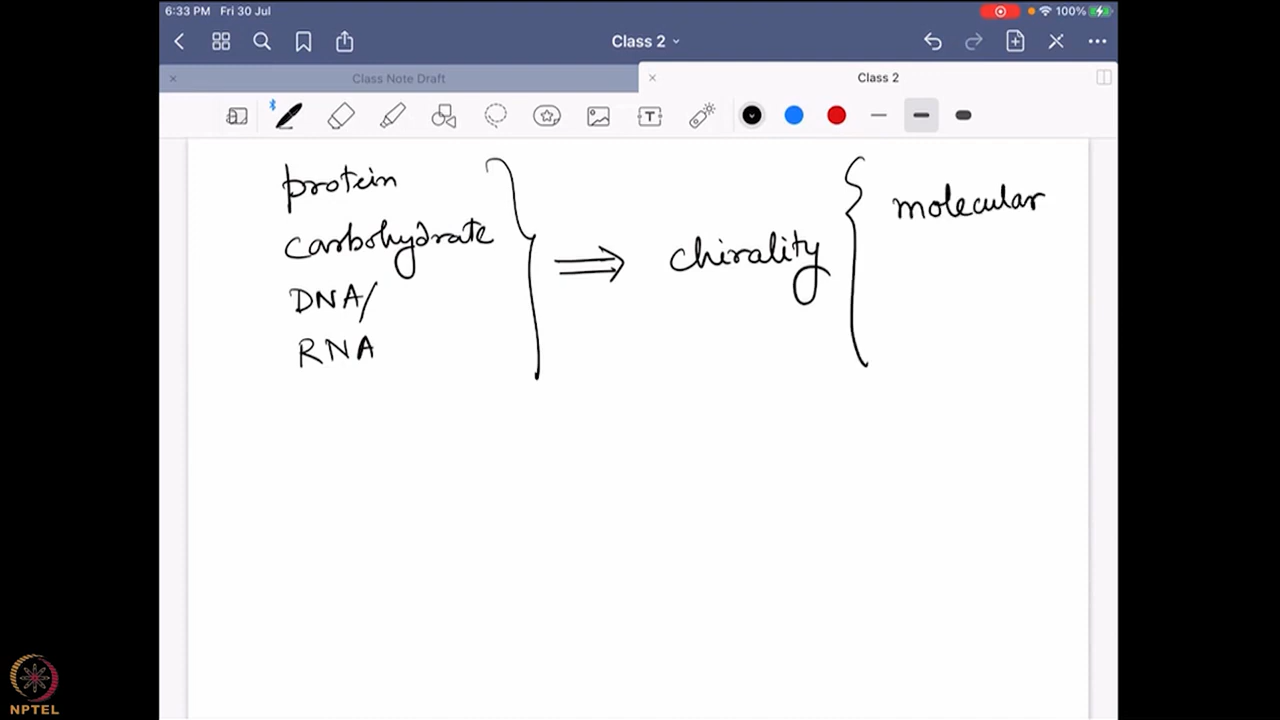 6:33 PM Fri 30 Jul
100%
Class 2
Class Note Draft
Class 2
protein
carbohydrate
DNA/
RNA
chirality
molecular
NPTEL